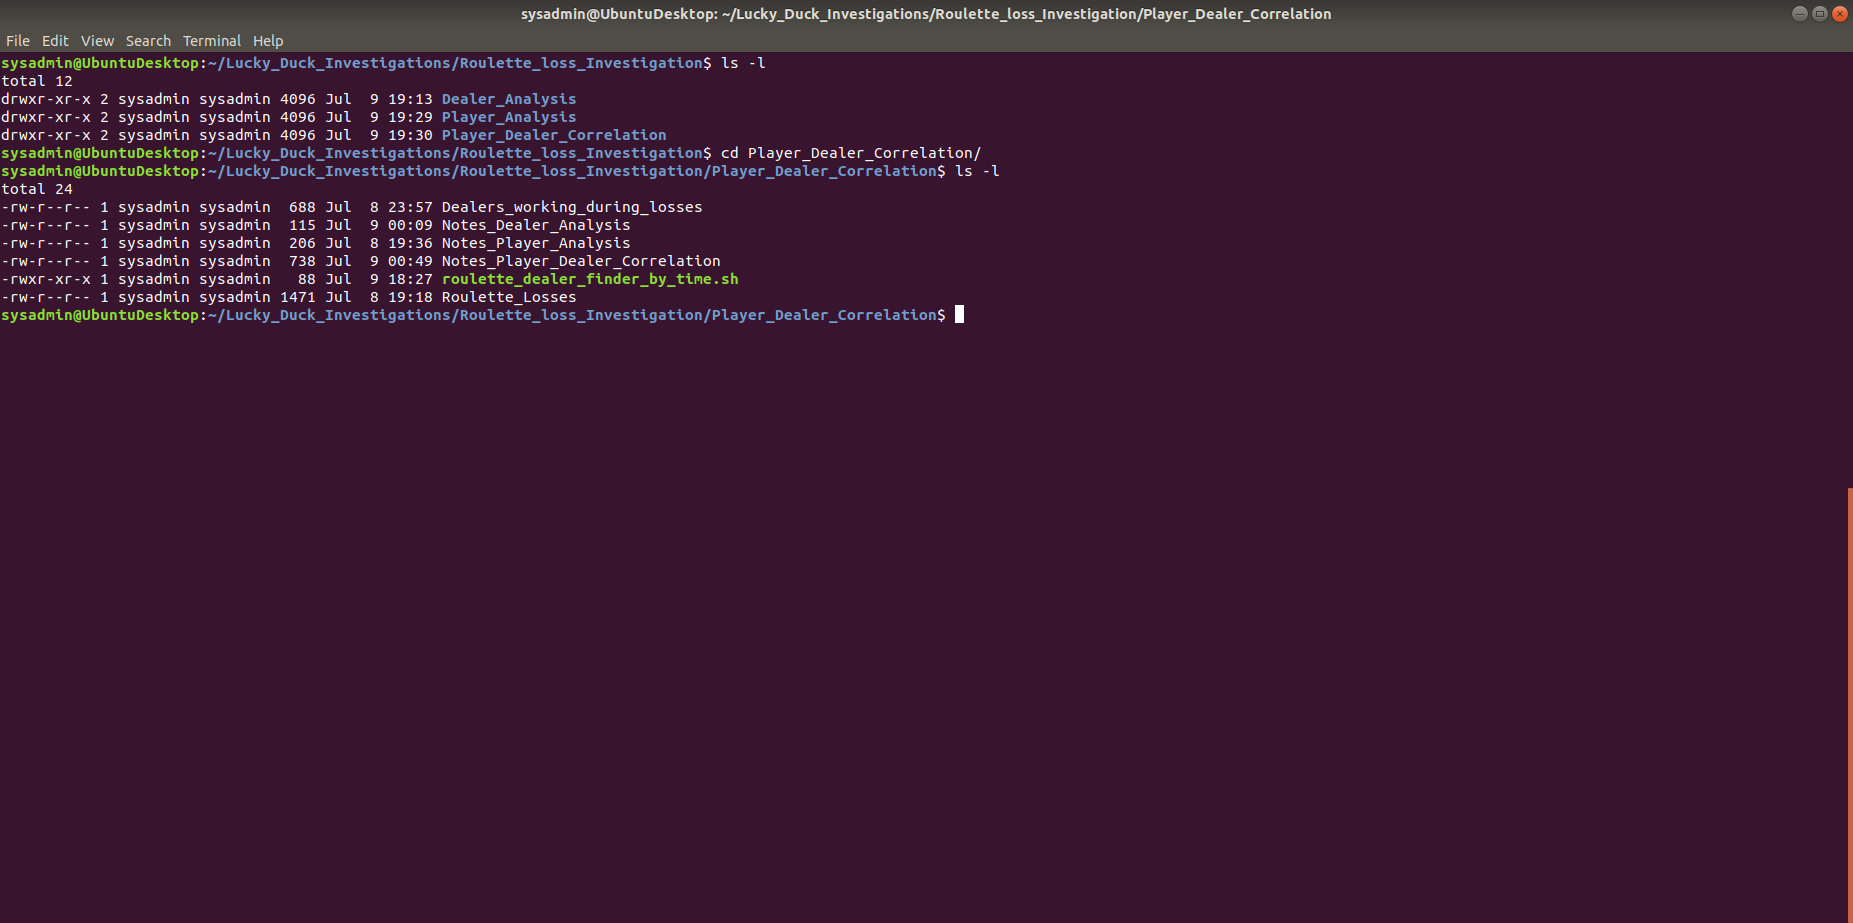 sysadmin@UbuntuDesktop: ~/Lucky_Duck_Investigations/Roulette_loss_Investigation/Player_Dealer_Correlation
File Edit View Search Terminal Help
sysadmin@UbuntuDesktop:~/Lucky_Duck_Investigations/Roulette_loss_Investigation$ ls -l
total 12
drwxr-xr-x 2 sysadmin sysadmin 4096 Jul  9 19:13 Dealer_Analysis
drwxr-xr-x 2 sysadmin sysadmin 4096 Jul  9 19:29 Player_Analysis
drwxr-xr-x 2 sysadmin sysadmin 4096 Jul  9 19:30 Player_Dealer_Correlation
sysadmin@UbuntuDesktop:~/Lucky_Duck_Investigations/Roulette_loss_Investigation$ cd Player_Dealer_Correlation/
sysadmin@UbuntuDesktop:~/Lucky_Duck_Investigations/Roulette_loss_Investigation/Player_Dealer_Correlation$ ls -l
total 24
-rw-r--r-- 1 sysadmin sysadmin  688 Jul  8 23:57 Dealers_working_during_losses
-rw-r--r-- 1 sysadmin sysadmin  115 Jul  9 00:09 Notes_Dealer_Analysis
-rw-r--r-- 1 sysadmin sysadmin  206 Jul  8 19:36 Notes_Player_Analysis
-rw-r--r-- 1 sysadmin sysadmin  738 Jul  9 00:49 Notes_Player_Dealer_Correlation
-rwxr-xr-x 1 sysadmin sysadmin   88 Jul  9 18:27 roulette_dealer_finder_by_time.sh
-rw-r--r-- 1 sysadmin sysadmin 1471 Jul  8 19:18 Roulette_Losses
sysadmin@UbuntuDesktop:~/Lucky_Duck_Investigations/Roulette_loss_Investigation/Player_Dealer_Correlation$